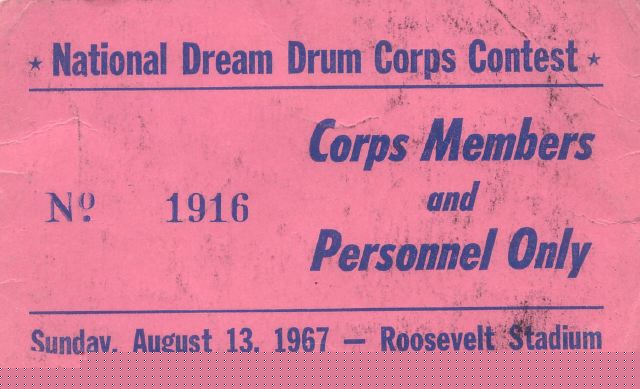 ★ National Dream Drum Corps Contest ★
Corps Members
and
Nº 1916
Personnel Only
Sunday, August 13, 1967 — Roosevelt Stadium